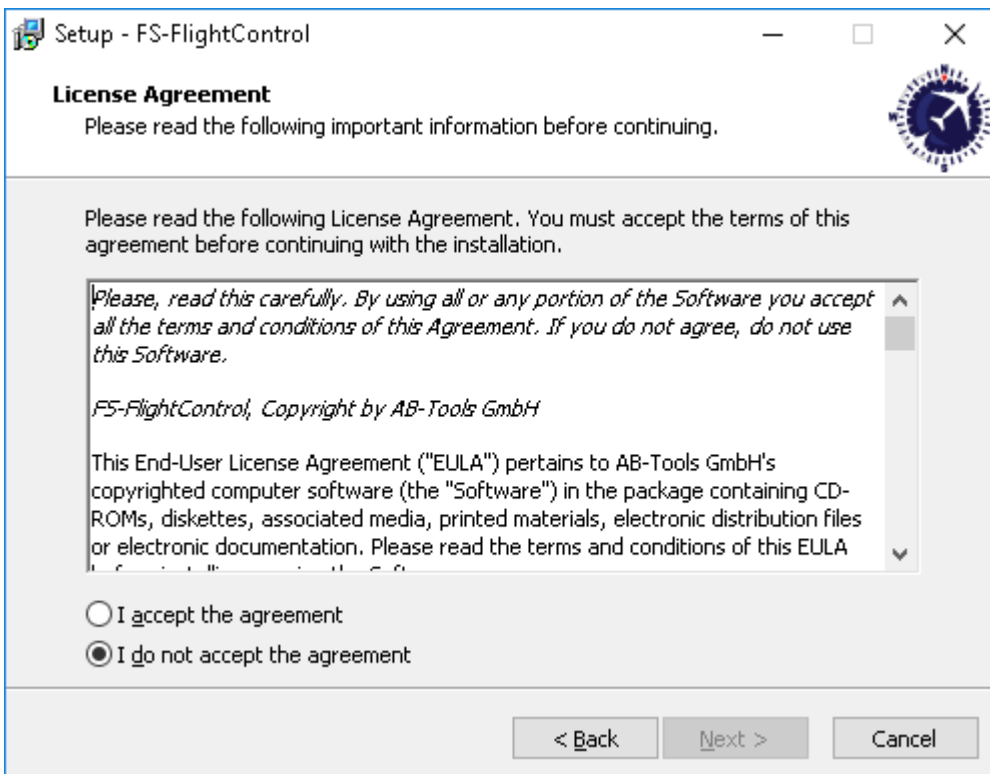 Setup - FS-FlightControl
License Agreement
Please read the following important information before continuing.
Please read the following License Agreement. You must accept the terms of this
agreement before continuing with the installation.
Please, read this carefully. By using all or any portion of the Software you accept
all the terms and conditions of this Agreement. If you do not agree, do not use
this Software.
FS-FlightControl, Copyright by AB-Tools GmbH
This End-User License Agreement ("EULA") pertains to AB-Tools GmbH's
copyrighted computer software (the "Software") in the package containing CD-
ROMs, diskettes, associated media, printed materials, electronic distribution files
or electronic documentation. Please read the terms and conditions of this EULA
I accept the agreement
I do not accept the agreement
< Back
Next >
Cancel